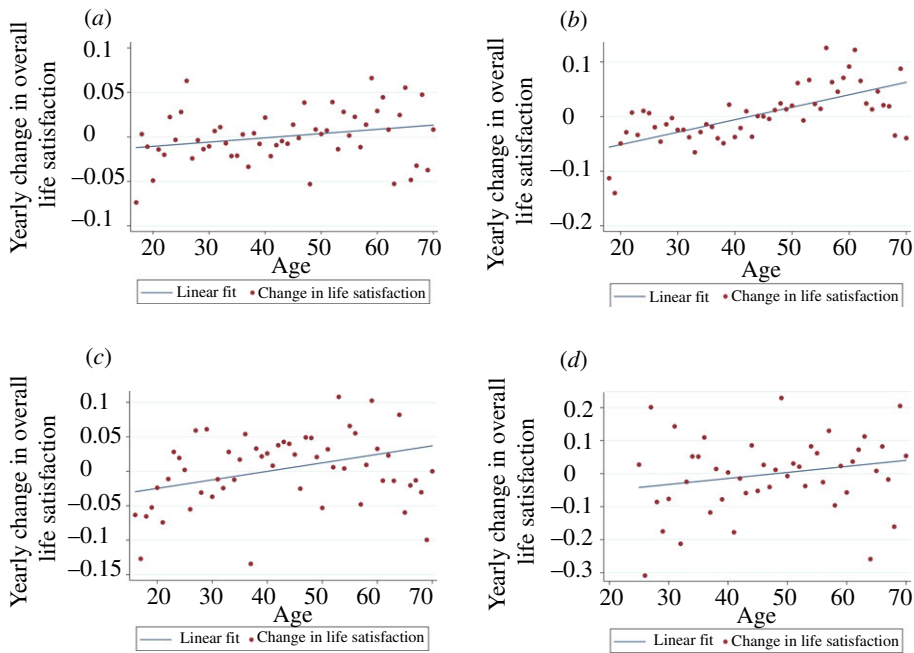 (a)
Yearly change in overall
life satisfaction
0.1
0.05
0
–0.05
–0.1
20 30 40 50 60 70
Age
Linear fit Change in life satisfaction
(b)
Yearly change in overall
life satisfaction
0.1
0
–0.1
–0.2
20 30 40 50 60 70
Age
Linear fit Change in life satisfaction
(c)
Yearly change in overall
life satisfaction
0.1
0.05
0
–0.05
–0.1
–0.15
20 30 40 50 60 70
Age
Linear fit Change in life satisfaction
(d)
Yearly change in overall
life satisfaction
0.2
0.1
0
–0.1
–0.2
–0.3
20 30 40 50 60 70
Age
Linear fit Change in life satisfaction